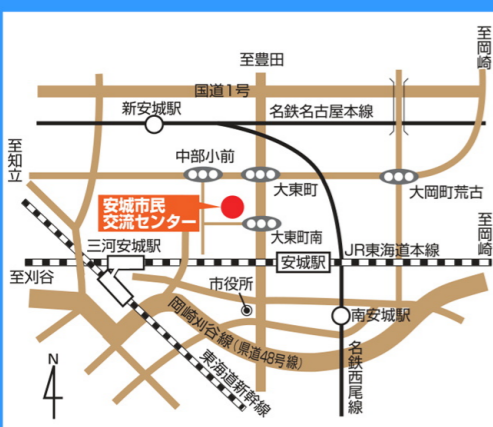 至豊田
至岡崎
国道1号
新安城駅
名鉄名古屋本線
至知立
中部小前
大東町
大岡町荒古
安城市民
交流センター
大東町南
至岡崎
三河安城駅
安城駅
JR東海道本線
至刈谷
市役所
岡崎刈谷線(県道48号線)
南安城駅
東海道新幹線
名鉄西尾線
N